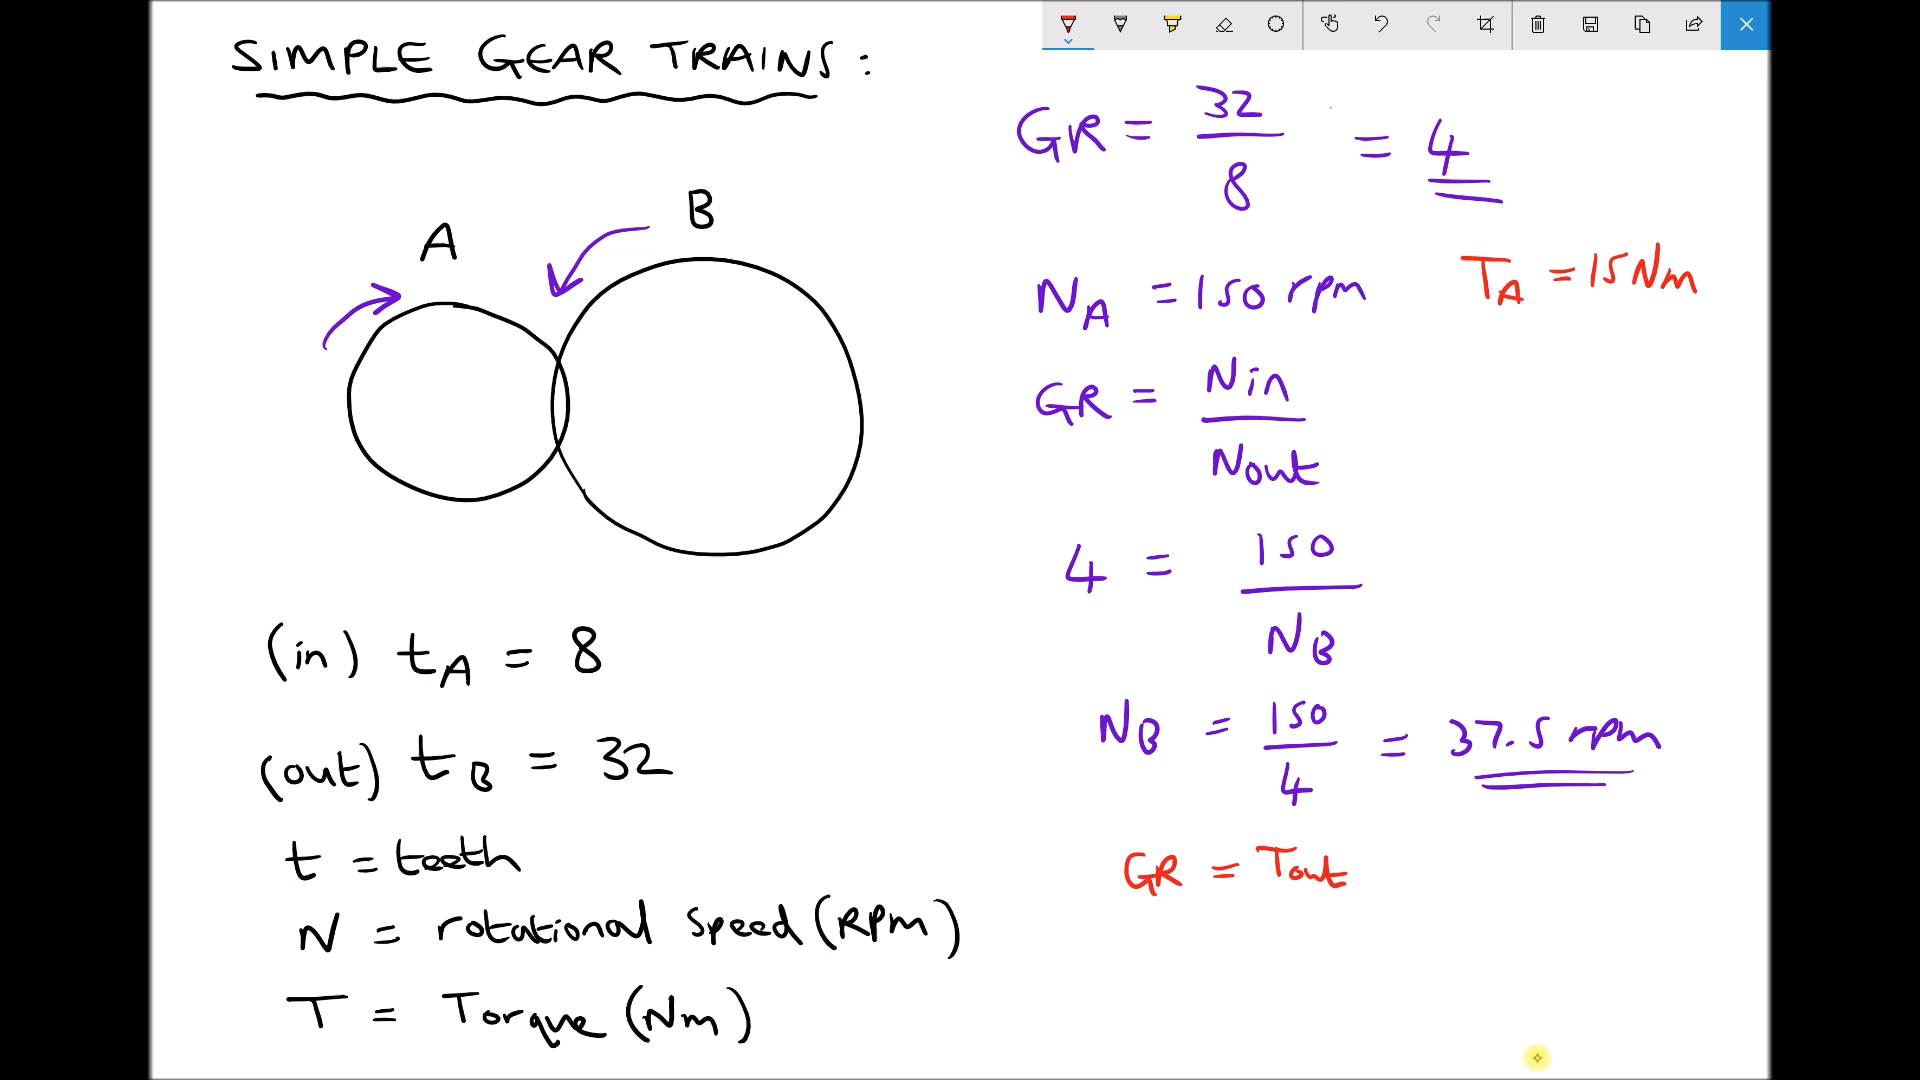 SIMPLE GEAR TRAINS:
A
B
(in) tA = 8
(out) tB = 32
t = teeth
N = rotational speed (RPM)
T = Torque (Nm)
GR = 32/8 = 4
NA = 150 rpm
TA = 15Nm
GR = Nin/Nout
4 = 150/NB
NB = 150/4 = 37.5 rpm
GR = Tout